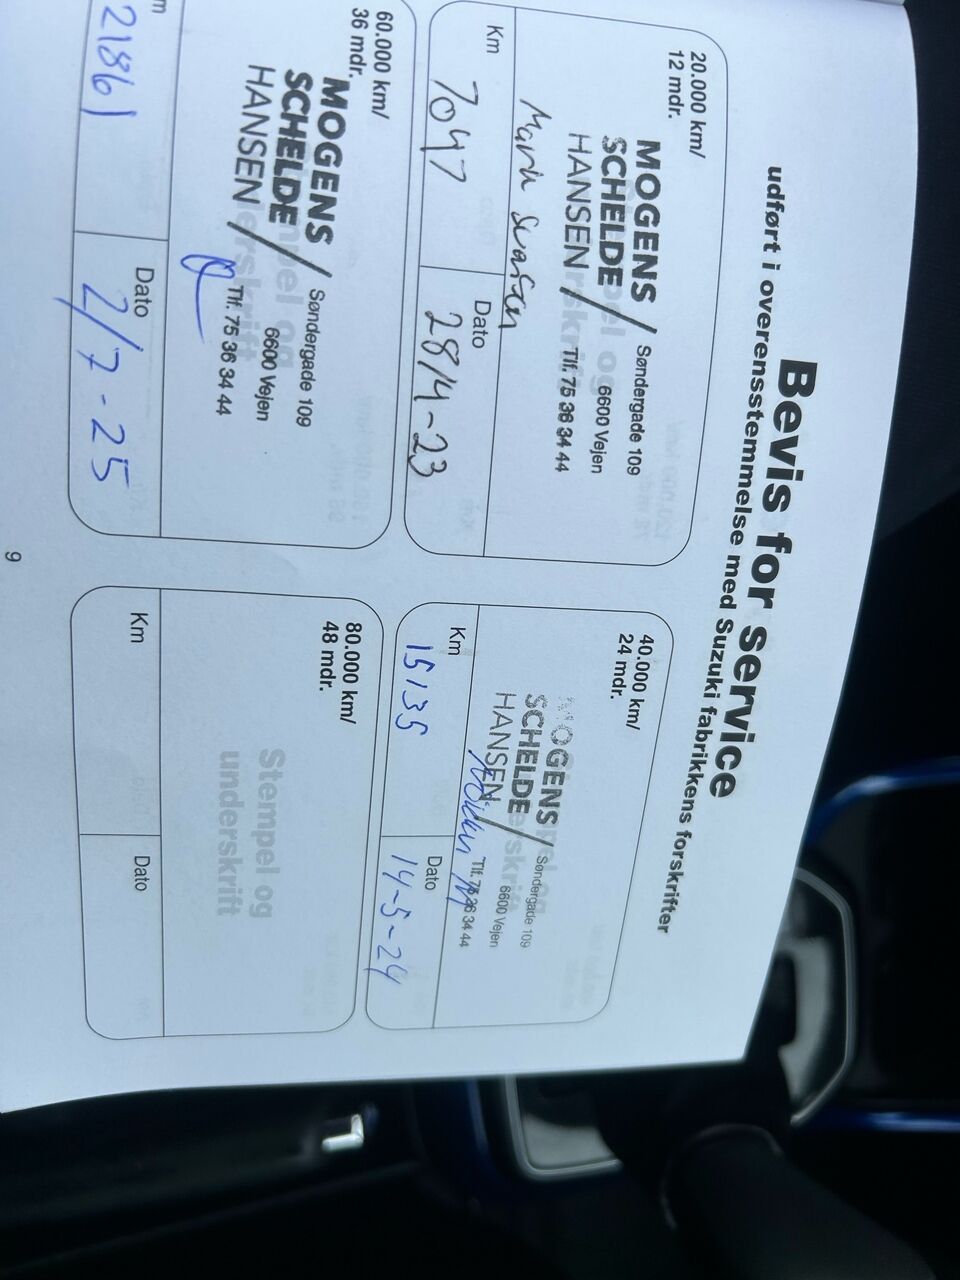 Bevis for service
udført i overensstemmelse med Suzuki fabrikkens forskrifter
20.000 km/
12 mdr.
MOGENS
SCHELDE/
HANSEN
Søndergade 109
6600 Vejen
Tlf. 75 36 34 44
Km
7047
Dato
28/4-23
40.000 km/
24 mdr.
MOGENS
SCHELDE/
HANSEN
Søndergade 109
6600 Vejen
Tlf. 75 36 34 44
Km
15135
Dato
14-5-24
60.000 km/
36 mdr.
MOGENS
SCHELDE/
HANSEN
Søndergade 109
6600 Vejen
Tlf. 75 36 34 44
21861
Dato
2/7-25
80.000 km/
48 mdr.
Stempel og
underskrift
Km
Dato
9